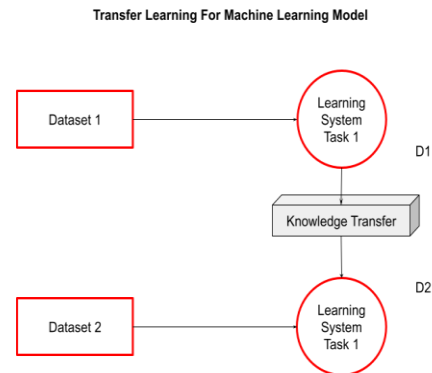 Transfer Learning For Machine Learning Model
Dataset 1
Learning
System
Task 1
D1
Knowledge Transfer
D2
Dataset 2
Learning
System
Task 1